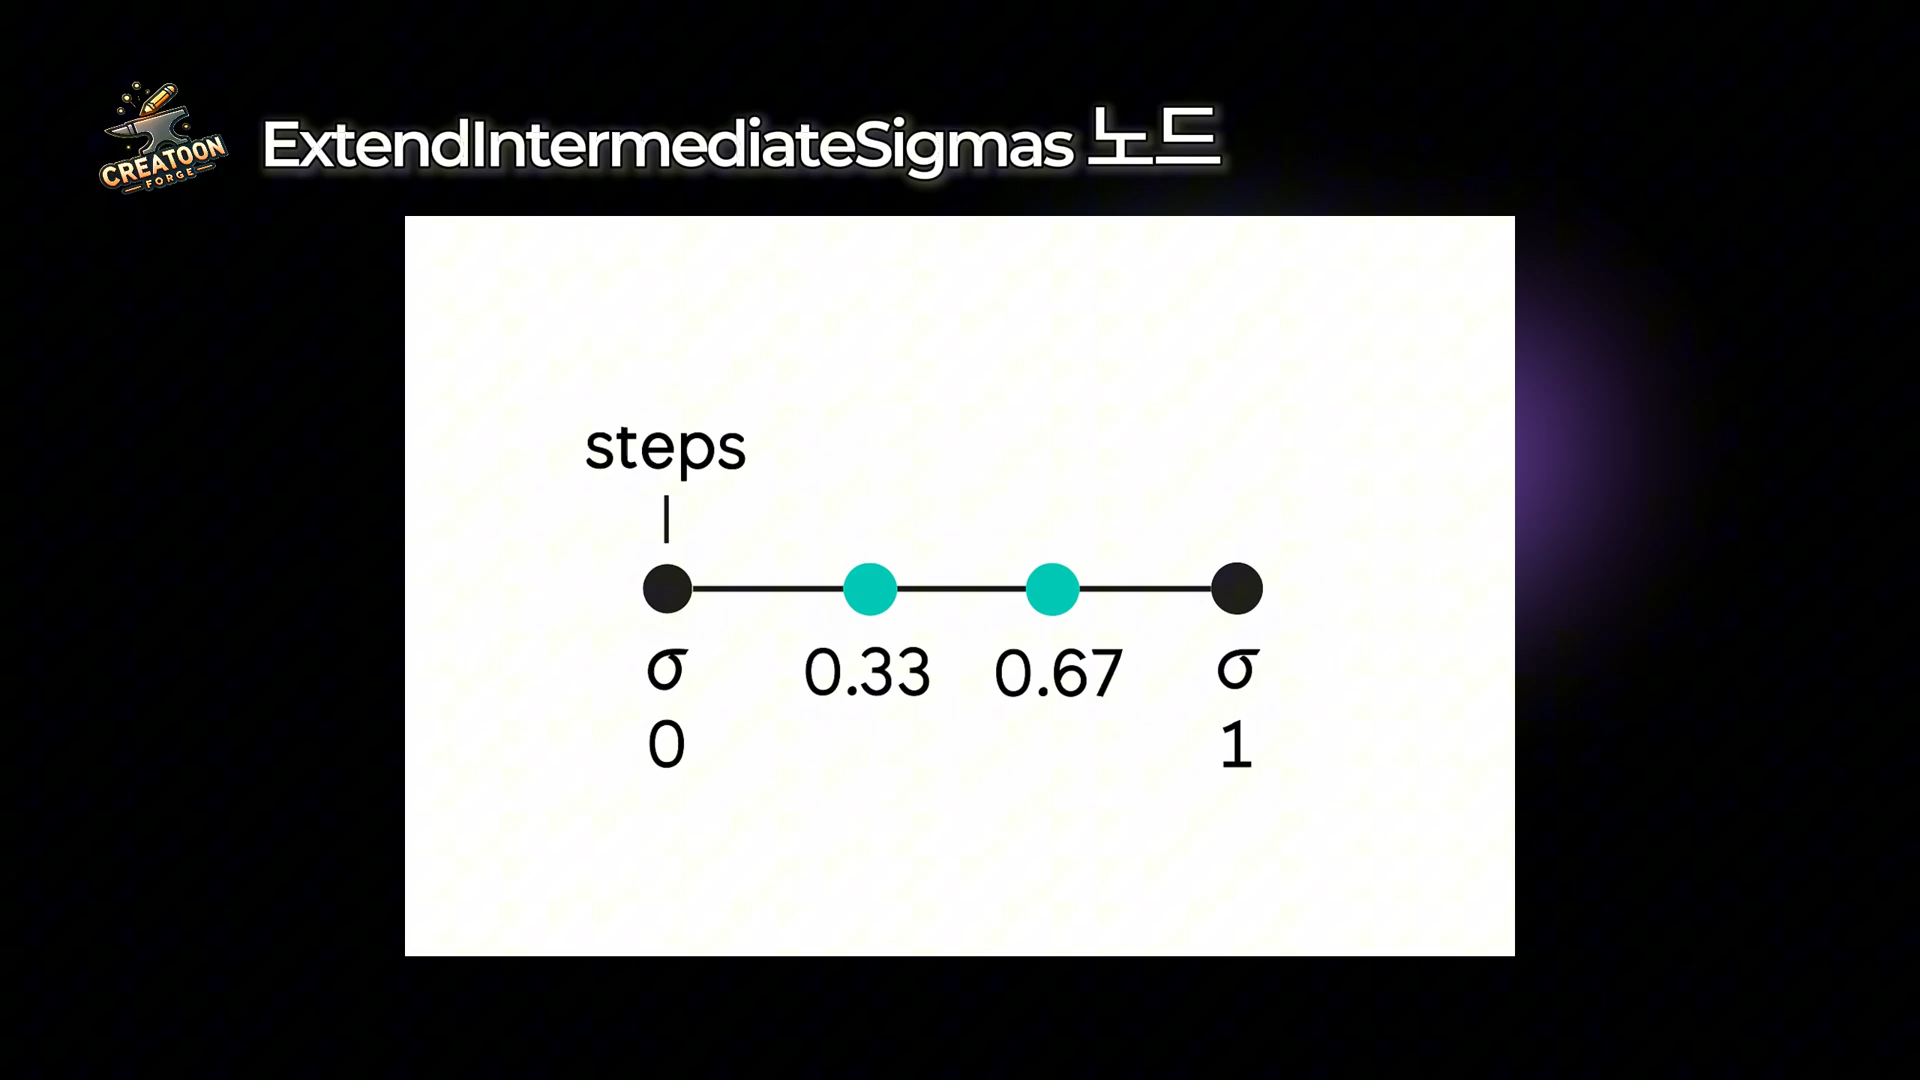 CREATOON
FORGE
ExtendIntermediateSigmas 노드
steps
σ 0.33 0.67 σ
0 1